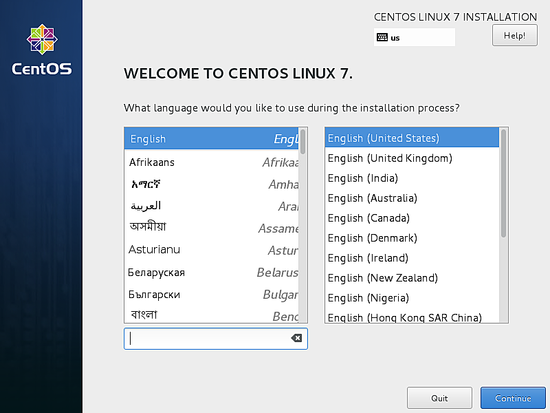 CENTOS LINUX 7 INSTALLATION
us
Help!
CentOS
WELCOME TO CENTOS LINUX 7.
What language would you like to use during the installation process?
English Engl
Afrikaans Afrikaa
አማርኛ Amha
العربية Ara
অসমীয়া Assame
Asturianu Astur
Беларуская Belarus
Български Bulgar
বাংলা Beng
English (United States)
English (United Kingdom)
English (India)
English (Australia)
English (Canada)
English (Denmark)
English (Ireland)
English (New Zealand)
English (Nigeria)
English (Hong Kong SAR China)
Quit
Continue